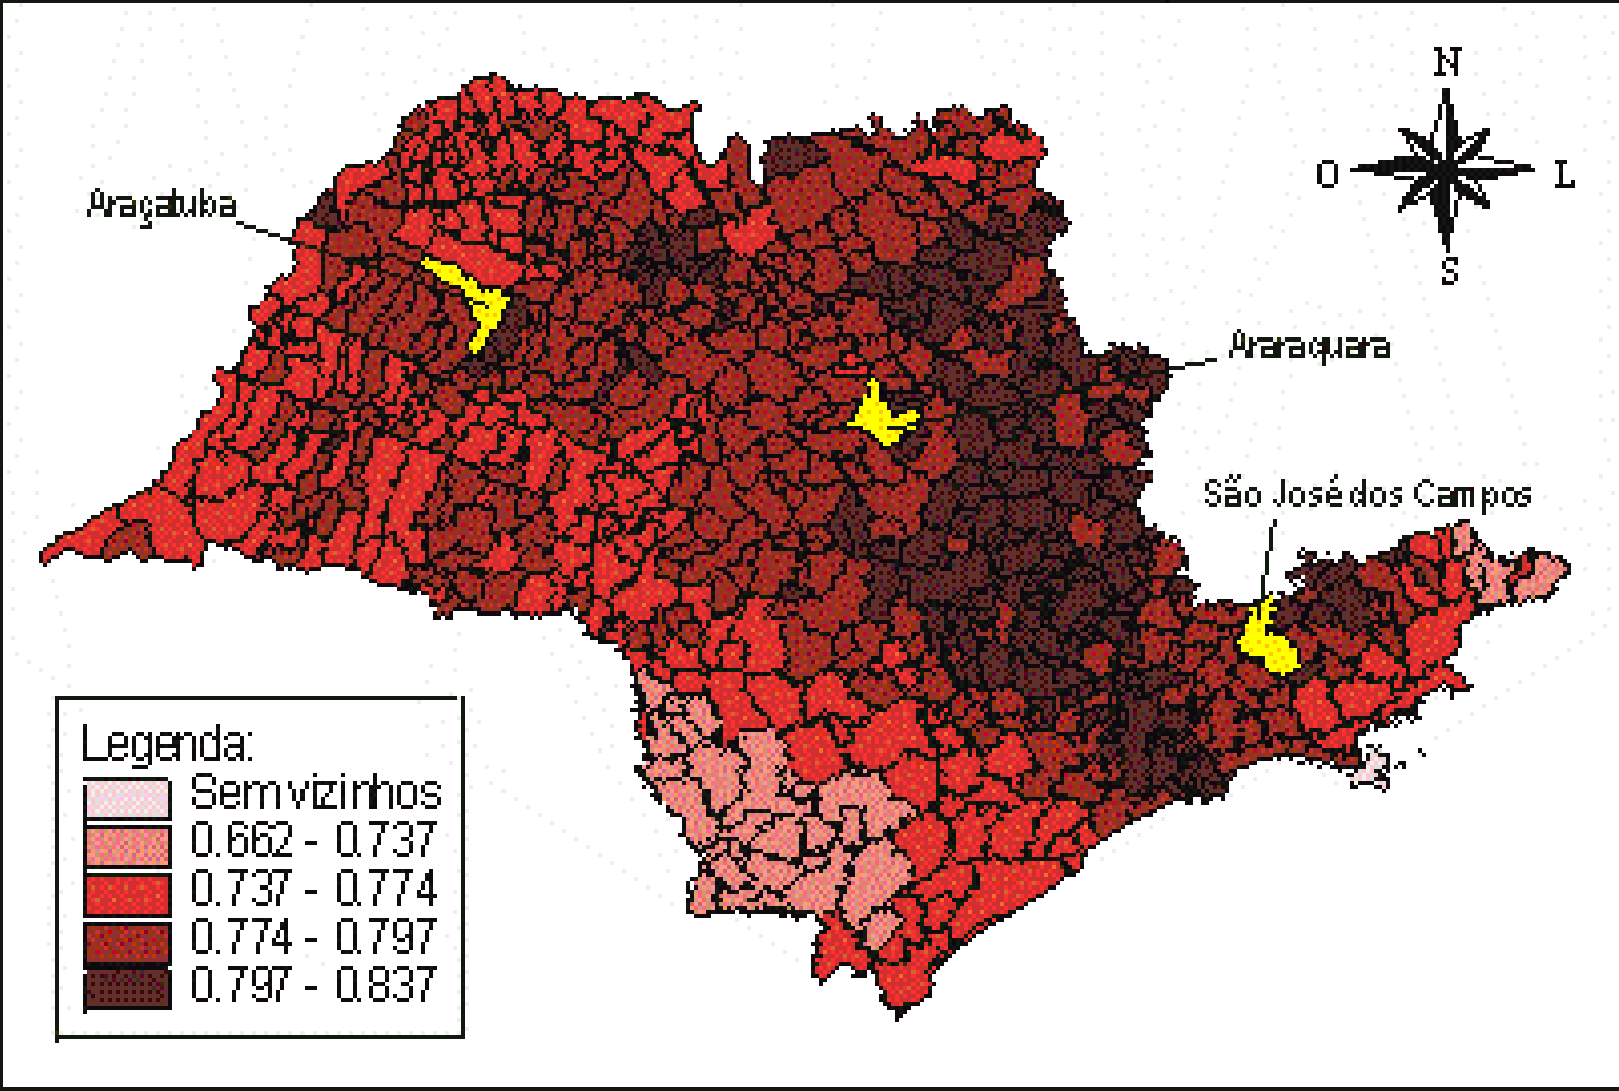 N
O
L
S
Araçatuba
Araraquara
São José dos Campos
Legenda:
Sem vizinhos
0.662 - 0.737
0.737 - 0.774
0.774 - 0.797
0.797 - 0.837